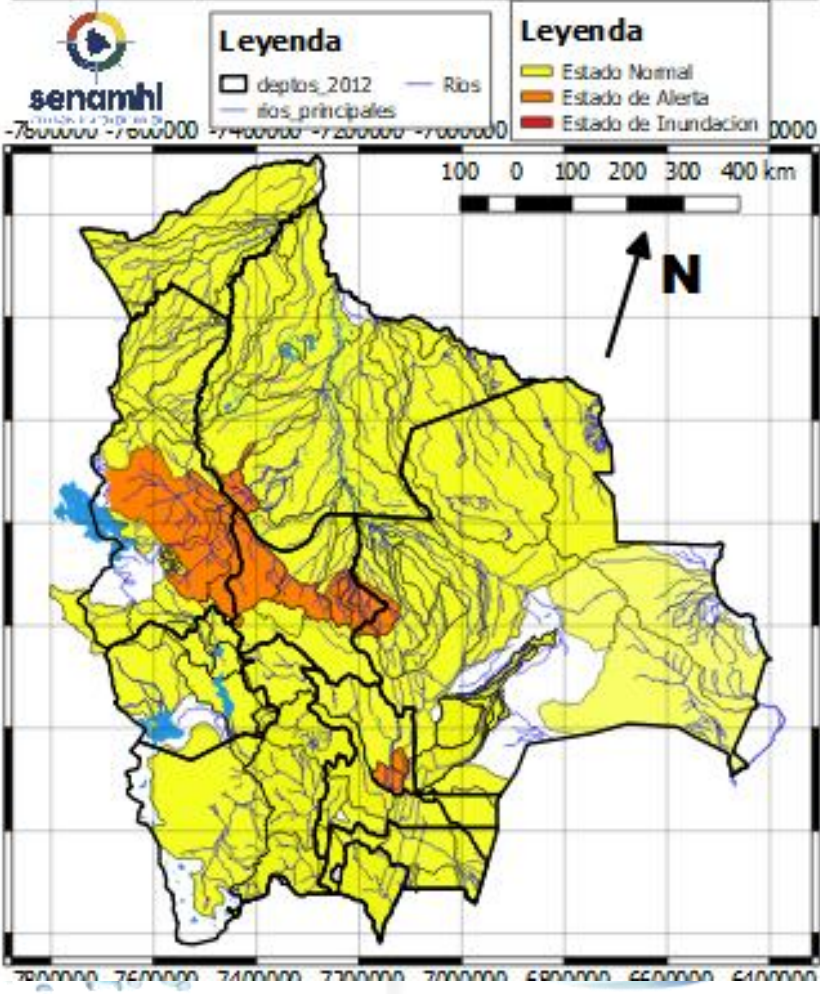 senamhi
Leyenda
deptos_2012
Rios
rios_principales
Leyenda
Estado Normal
Estado de Alerta
Estado de Inundacion
-7800000 -7600000 -7400000 -7200000 -7000000
100 0 100 200 300 400 km
N
-7800000 -7600000 -7400000 -7200000 -7000000 -6800000 -6600000 -6400000